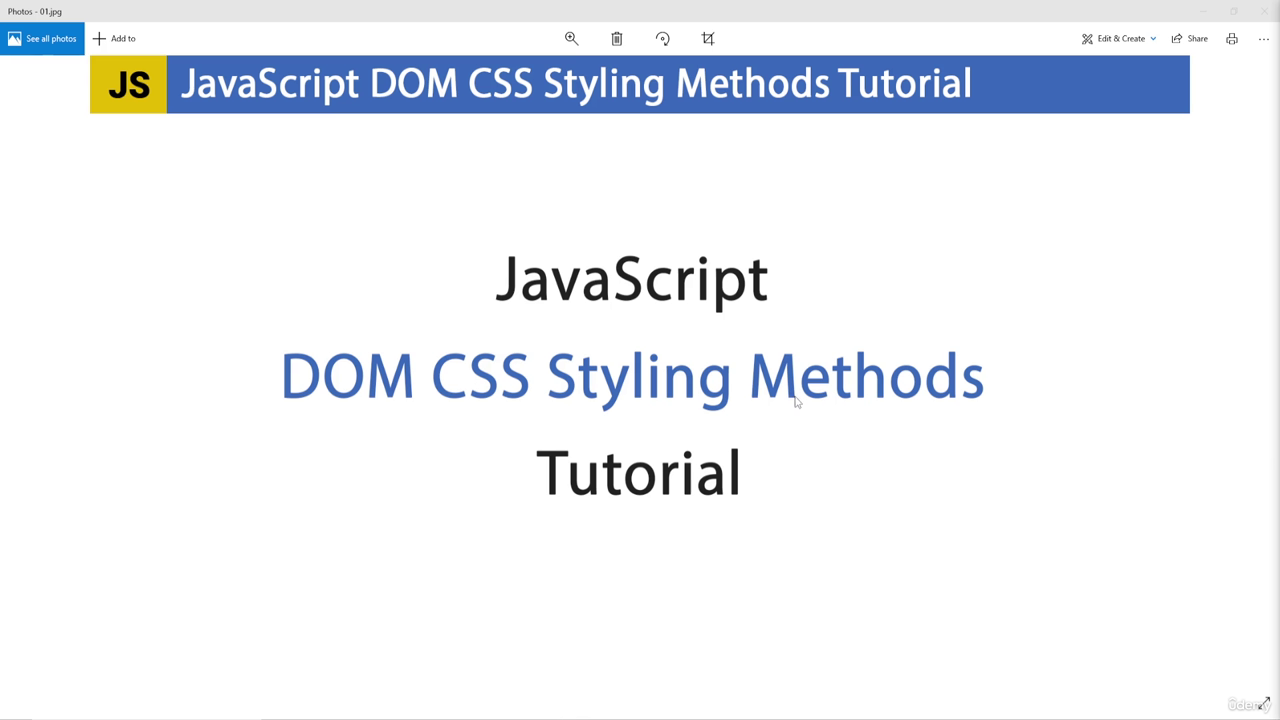 Photos - 01.jpg
See all photos
Add to
Edit & Create
Share
JS
JavaScript DOM CSS Styling Methods Tutorial
JavaScript
DOM CSS Styling Methods
Tutorial
ûdemy